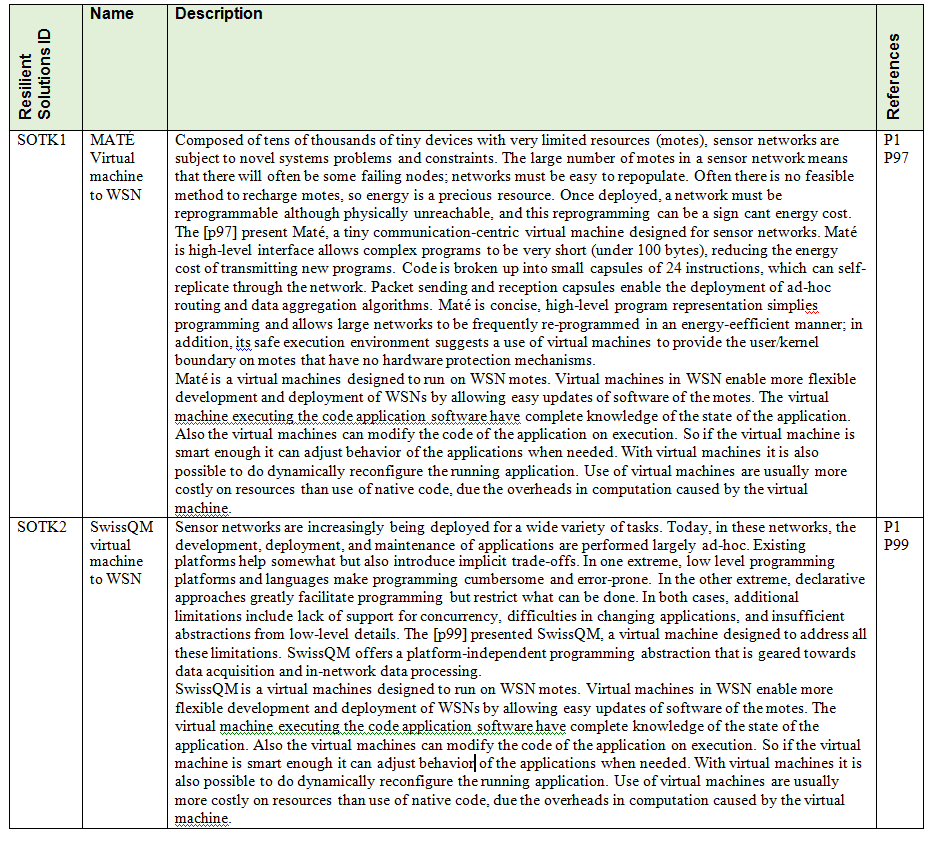 Resilient
Solutions ID
Name
Description
References
SOTK1
MATÉ
Virtual
machine
to WSN
Composed of tens of thousands of tiny devices with very limited resources (motes), sensor networks are
subject to novel systems problems and constraints. The large number of motes in a sensor network means
that there will often be some failing nodes; networks must be easy to repopulate. Often there is no feasible
method to recharge motes, so energy is a precious resource. Once deployed, a network must be
reprogrammable although physically unreachable, and this reprogramming can be a sign cant energy cost.
The [p97] present Maté, a tiny communication-centric virtual machine designed for sensor networks. Maté
is high-level interface allows complex programs to be very short (under 100 bytes), reducing the energy
cost of transmitting new programs. Code is broken up into small capsules of 24 instructions, which can self-
replicate through the network. Packet sending and reception capsules enable the deployment of ad-hoc
routing and data aggregation algorithms. Maté is concise, high-level program representation simplies
programming and allows large networks to be frequently re-programmed in an energy-eefficient manner; in
addition, its safe execution environment suggests a use of virtual machines to provide the user/kernel
boundary on motes that have no hardware protection mechanisms.
Maté is a virtual machines designed to run on WSN motes. Virtual machines in WSN enable more flexible
development and deployment of WSNs by allowing easy updates of software of the motes. The virtual
machine executing the code application software have complete knowledge of the state of the application.
Also the virtual machines can modify the code of the application on execution. So if the virtual machine is
smart enough it can adjust behavior of the applications when needed. With virtual machines it is also
possible to do dynamically reconfigure the running application. Use of virtual machines are usually more
costly on resources than use of native code, due the overheads in computation caused by the virtual
machine.
P1
P97
SOTK2
SwissQM
virtual
machine
to WSN
Sensor networks are increasingly being deployed for a wide variety of tasks. Today, in these networks, the
development, deployment, and maintenance of applications are performed largely ad-hoc. Existing
platforms help somewhat but also introduce implicit trade-offs. In one extreme, low level programming
platforms and languages make programming cumbersome and error-prone. In the other extreme, declarative
approaches greatly facilitate programming but restrict what can be done. In both cases, additional
limitations include lack of support for concurrency, difficulties in changing applications, and insufficient
abstractions from low-level details. The [p99] presented SwissQM, a virtual machine designed to address all
these limitations. SwissQM offers a platform-independent programming abstraction that is geared towards
data acquisition and in-network data processing.
SwissQM is a virtual machines designed to run on WSN motes. Virtual machines in WSN enable more
flexible development and deployment of WSNs by allowing easy updates of software of the motes. The
virtual machine executing the code application software have complete knowledge of the state of the
application. Also the virtual machines can modify the code of the application on execution. So if the virtual
machine is smart enough it can adjust behavior of the applications when needed. With virtual machines it is
also possible to do dynamically reconfigure the running application. Use of virtual machines are usually
more costly on resources than use of native code, due the overheads in computation caused by the virtual
machine.
P1
P99